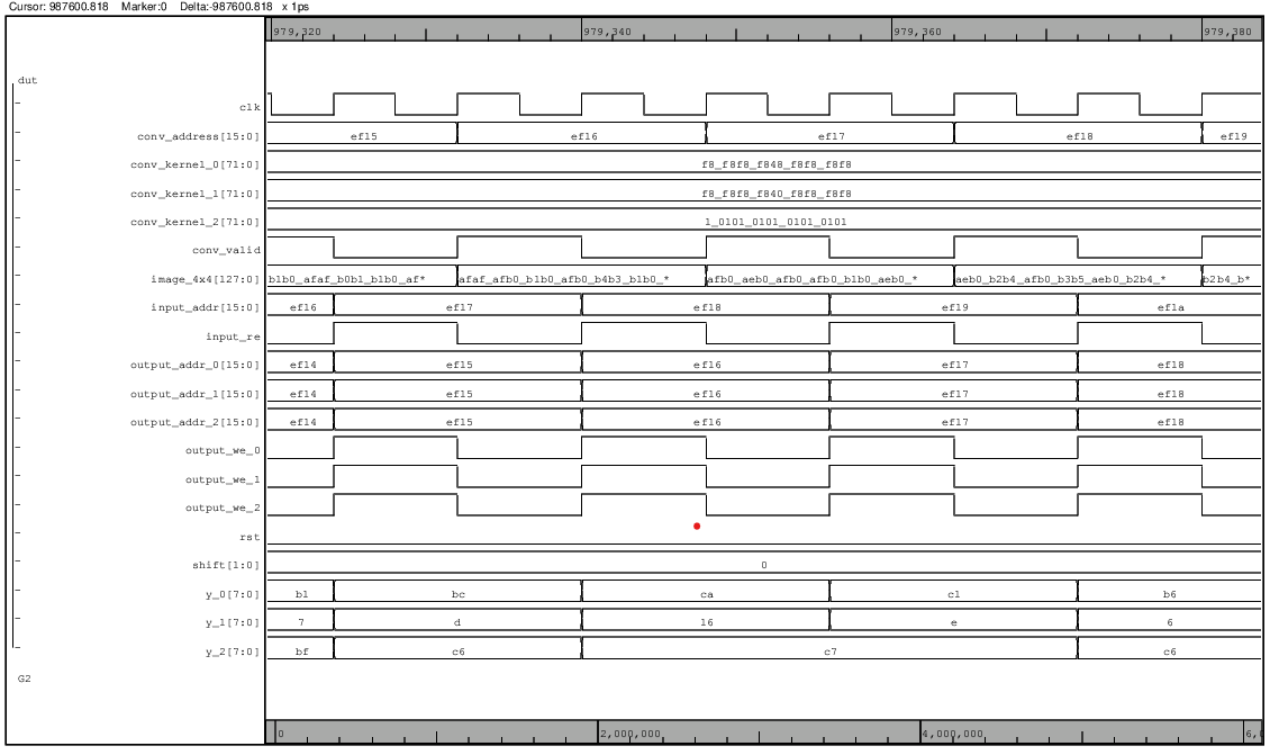 Cursor: 987600.818 Marker:0 Delta:-987600.818 x 1ps
979,320 979,340 979,360 979,380
dut
clk
conv_address[15:0] ef15 ef16 ef17 ef18 ef19
conv_kernel_0[71:0] f8_f8f8_f848_f8f8_f8f8
conv_kernel_1[71:0] f8_f8f8_f840_f8f8_f8f8
conv_kernel_2[71:0] 1_0101_0101_0101_0101
conv_valid
image_4x4[127:0] b1b0_afaf_b0b1_b1b0_af* afaf_afb0_b1b0_afb0_b4b3_b1b0_* afb0_aeb0_afb0_afb0_b1b0_aeb0_* aeb0_b2b4_afb0_b3b5_aeb0_b2b4_* b2b4_b*
input_addr[15:0] ef16 ef17 ef18 ef19 ef1a
input_re
output_addr_0[15:0] ef14 ef15 ef16 ef17 ef18
output_addr_1[15:0] ef14 ef15 ef16 ef17 ef18
output_addr_2[15:0] ef14 ef15 ef16 ef17 ef18
output_we_0
output_we_1
output_we_2
rst
shift[1:0] 0
y_0[7:0] b1 bc ca c1 b6
y_1[7:0] 7 d 16 e 6
y_2[7:0] bf c6 c7 c6
G2
0 2,000,000 4,000,000 6,